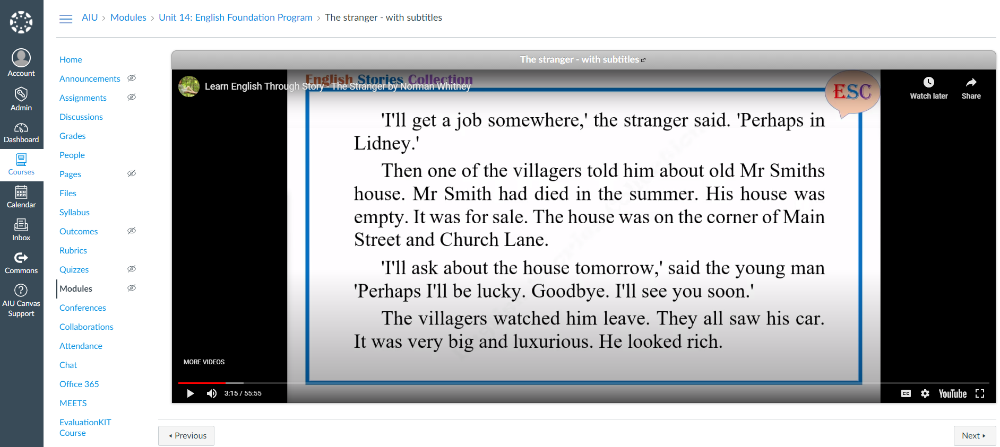 AIU › Modules › Unit 14: English Foundation Program › The stranger - with subtitles
Account
Admin
Dashboard
Courses
Calendar
Inbox
Commons
AIU Canvas
Support
Home
Announcements
Assignments
Discussions
Grades
People
Pages
Files
Syllabus
Outcomes
Rubrics
Quizzes
Modules
Conferences
Collaborations
Attendance
Chat
Office 365
MEETS
EvaluationKIT
Course
The stranger - with subtitles
English Stories Collection
Learn English Through Story - The Stranger by Norman Whitney
ESC
Watch later
Share
'I'll get a job somewhere,' the stranger said. 'Perhaps in
Lidney.'
Then one of the villagers told him about old Mr Smiths
house. Mr Smith had died in the summer. His house was
empty. It was for sale. The house was on the corner of Main
Street and Church Lane.
'I'll ask about the house tomorrow,' said the young man
'Perhaps I'll be lucky. Goodbye. I'll see you soon.'
The villagers watched him leave. They all saw his car.
It was very big and luxurious. He looked rich.
MORE VIDEOS
3:15 / 55:55
CC
YouTube
Previous
Next